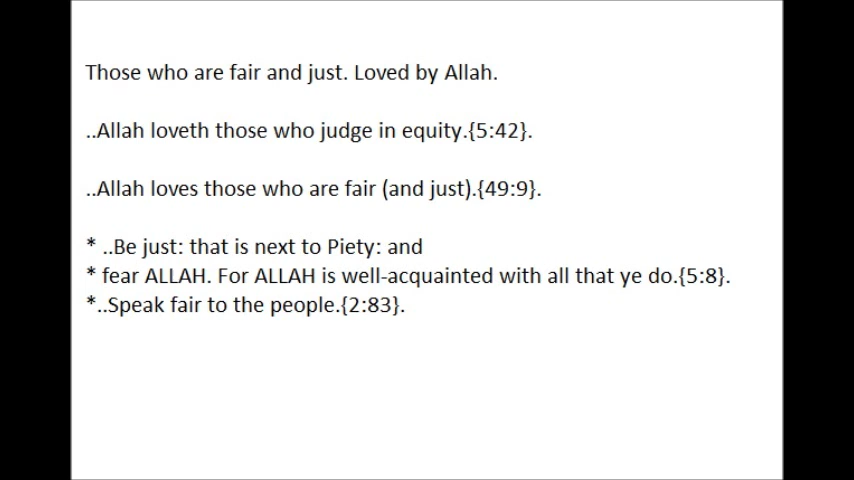 Those who are fair and just. Loved by Allah.
..Allah loveth those who judge in equity.{5:42}.
..Allah loves those who are fair (and just).{49:9}.
* ..Be just: that is next to Piety: and
* fear ALLAH. For ALLAH is well-acquainted with all that ye do.{5:8}.
*..Speak fair to the people.{2:83}.